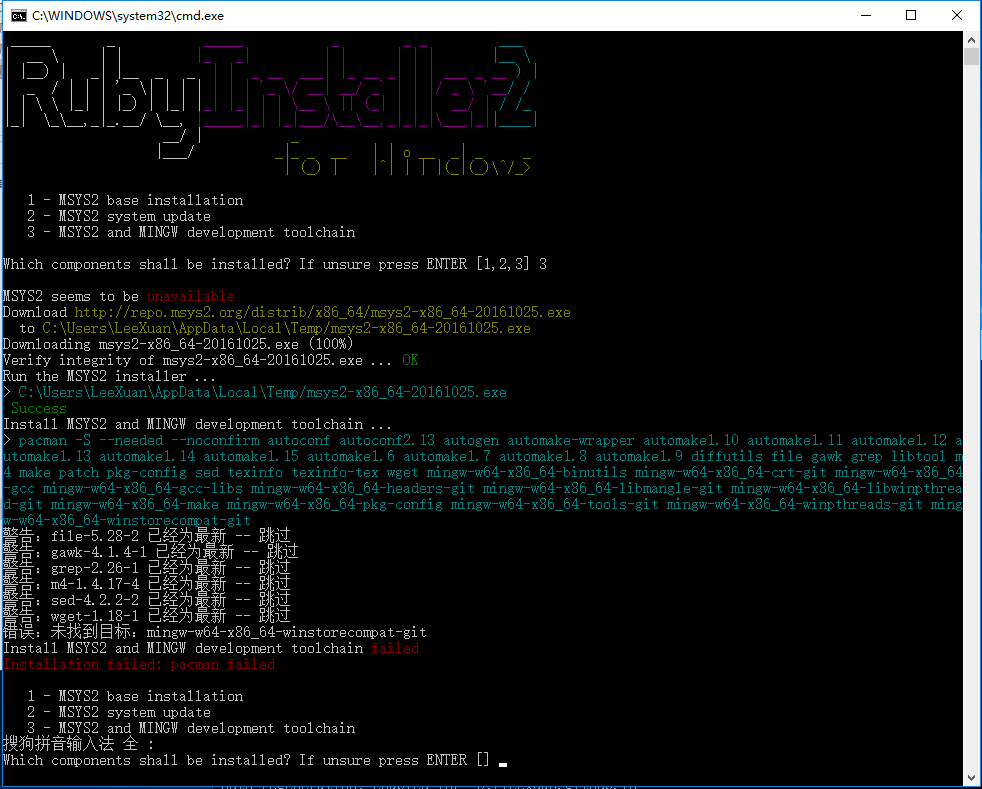 C:\WINDOWS\system32\cmd.exe
RubyInstaller2
for Windows
1 - MSYS2 base installation
2 - MSYS2 system update
3 - MSYS2 and MINGW development toolchain
Which components shall be installed? If unsure press ENTER [1,2,3] 3
MSYS2 seems to be unavailable
Download http://repo.msys2.org/distrib/x86_64/msys2-x86_64-20161025.exe
to C:\Users\LeeXuan\AppData\Local\Temp/msys2-x86_64-20161025.exe
Downloading msys2-x86_64-20161025.exe (100%)
Verify integrity of msys2-x86_64-20161025.exe ... OK
Run the MSYS2 installer ...
> C:\Users\LeeXuan\AppData\Local\Temp/msys2-x86_64-20161025.exe
Success
Install MSYS2 and MINGW development toolchain ...
> pacman -S --needed --noconfirm autoconf autoconf2.13 autogen automake-wrapper automake1.10 automake1.11 automake1.12 a
utomake1.13 automake1.14 automake1.15 automake1.6 automake1.7 automake1.8 automake1.9 diffutils file gawk grep libtool m
4 make patch pkg-config sed texinfo texinfo-tex wget mingw-w64-x86_64-binutils mingw-w64-x86_64-crt-git mingw-w64-x86_64
-gcc mingw-w64-x86_64-gcc-libs mingw-w64-x86_64-headers-git mingw-w64-x86_64-libmangle-git mingw-w64-x86_64-libwinpthrea
d-git mingw-w64-x86_64-make mingw-w64-x86_64-pkg-config mingw-w64-x86_64-tools-git mingw-w64-x86_64-winpthreads-git ming
w-w64-x86_64-winstorecompat-git
警告：file-5.28-2 已经为最新 -- 跳过
警告：gawk-4.1.4-1 已经为最新 -- 跳过
警告：grep-2.26-1 已经为最新 -- 跳过
警告：m4-1.4.17-4 已经为最新 -- 跳过
警告：sed-4.2.2-2 已经为最新 -- 跳过
警告：wget-1.18-1 已经为最新 -- 跳过
错误：未找到目标：mingw-w64-x86_64-winstorecompat-git
Install MSYS2 and MINGW development toolchain failed
Installation failed: pacman failed
1 - MSYS2 base installation
2 - MSYS2 system update
3 - MSYS2 and MINGW development toolchain
搜狗拼音输入法 全 :
Which components shall be installed? If unsure press ENTER []